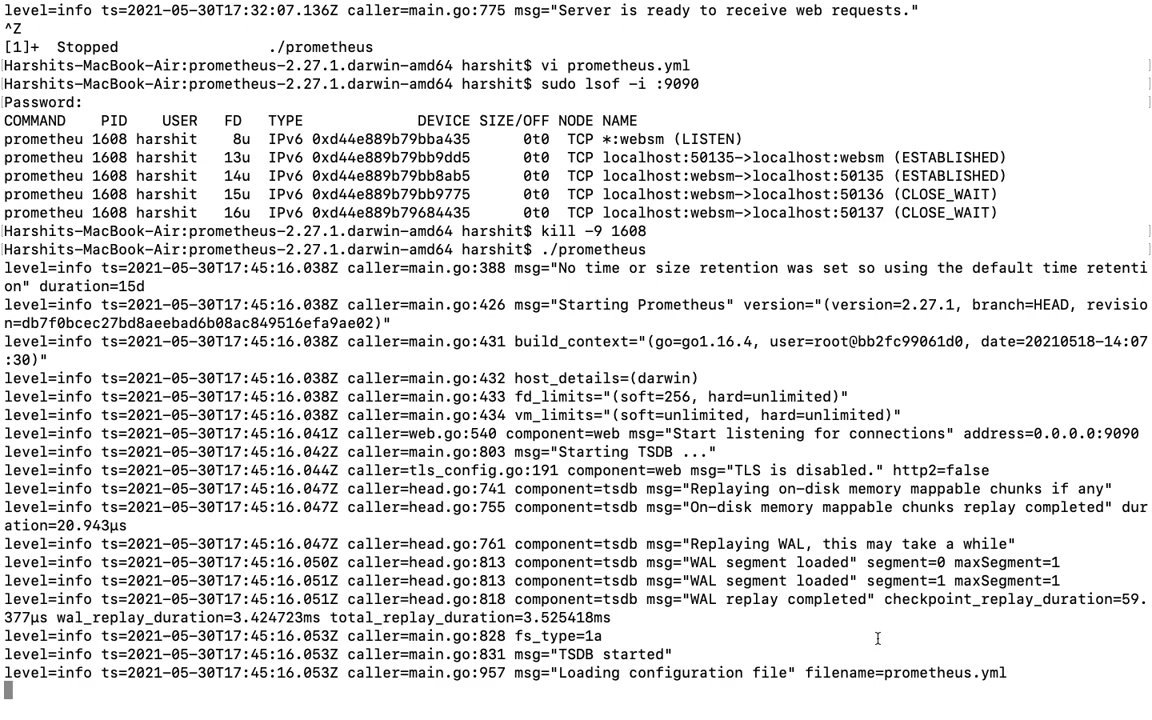 level=info ts=2021-05-30T17:32:07.136Z caller=main.go:775 msg="Server is ready to receive web requests."
^Z
[1]+  Stopped                 ./prometheus
Harshits-MacBook-Air:prometheus-2.27.1.darwin-amd64 harshit$ vi prometheus.yml
Harshits-MacBook-Air:prometheus-2.27.1.darwin-amd64 harshit$ sudo lsof -i :9090
Password:
COMMAND    PID    USER   FD   TYPE             DEVICE SIZE/OFF NODE NAME
prometheu 1608 harshit    8u  IPv6 0xd44e889b79bba435      0t0  TCP *:websm (LISTEN)
prometheu 1608 harshit   13u  IPv6 0xd44e889b79bb9dd5      0t0  TCP localhost:50135->localhost:websm (ESTABLISHED)
prometheu 1608 harshit   14u  IPv6 0xd44e889b79bb8ab5      0t0  TCP localhost:websm->localhost:50135 (ESTABLISHED)
prometheu 1608 harshit   15u  IPv6 0xd44e889b79bb9775      0t0  TCP localhost:websm->localhost:50136 (CLOSE_WAIT)
prometheu 1608 harshit   16u  IPv6 0xd44e889b79684435      0t0  TCP localhost:websm->localhost:50137 (CLOSE_WAIT)
Harshits-MacBook-Air:prometheus-2.27.1.darwin-amd64 harshit$ kill -9 1608
Harshits-MacBook-Air:prometheus-2.27.1.darwin-amd64 harshit$ ./prometheus
level=info ts=2021-05-30T17:45:16.038Z caller=main.go:388 msg="No time or size retention was set so using the default time retenti
on" duration=15d
level=info ts=2021-05-30T17:45:16.038Z caller=main.go:426 msg="Starting Prometheus" version="(version=2.27.1, branch=HEAD, revisio
n=db7f0bcec27bd8aeebad6b08ac849516efa9ae02)"
level=info ts=2021-05-30T17:45:16.038Z caller=main.go:431 build_context="(go=go1.16.4, user=root@bb2fc99061d0, date=20210518-14:07
:30)"
level=info ts=2021-05-30T17:45:16.038Z caller=main.go:432 host_details=(darwin)
level=info ts=2021-05-30T17:45:16.038Z caller=main.go:433 fd_limits="(soft=256, hard=unlimited)"
level=info ts=2021-05-30T17:45:16.038Z caller=main.go:434 vm_limits="(soft=unlimited, hard=unlimited)"
level=info ts=2021-05-30T17:45:16.041Z caller=web.go:540 component=web msg="Start listening for connections" address=0.0.0.0:9090
level=info ts=2021-05-30T17:45:16.042Z caller=main.go:803 msg="Starting TSDB ..."
level=info ts=2021-05-30T17:45:16.044Z caller=tls_config.go:191 component=web msg="TLS is disabled." http2=false
level=info ts=2021-05-30T17:45:16.047Z caller=head.go:741 component=tsdb msg="Replaying on-disk memory mappable chunks if any"
level=info ts=2021-05-30T17:45:16.047Z caller=head.go:755 component=tsdb msg="On-disk memory mappable chunks replay completed" dur
ation=20.943µs
level=info ts=2021-05-30T17:45:16.047Z caller=head.go:761 component=tsdb msg="Replaying WAL, this may take a while"
level=info ts=2021-05-30T17:45:16.050Z caller=head.go:813 component=tsdb msg="WAL segment loaded" segment=0 maxSegment=1
level=info ts=2021-05-30T17:45:16.051Z caller=head.go:813 component=tsdb msg="WAL segment loaded" segment=1 maxSegment=1
level=info ts=2021-05-30T17:45:16.051Z caller=head.go:818 component=tsdb msg="WAL replay completed" checkpoint_replay_duration=59.
377µs wal_replay_duration=3.424723ms total_replay_duration=3.525418ms
level=info ts=2021-05-30T17:45:16.053Z caller=main.go:828 fs_type=1a
level=info ts=2021-05-30T17:45:16.053Z caller=main.go:831 msg="TSDB started"
level=info ts=2021-05-30T17:45:16.053Z caller=main.go:957 msg="Loading configuration file" filename=prometheus.yml